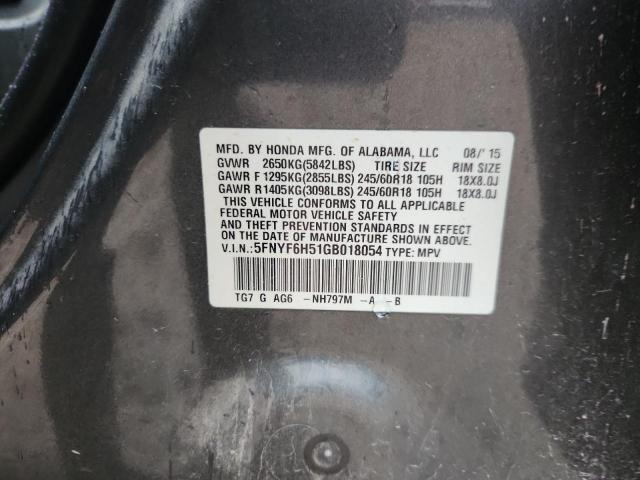 MFD. BY HONDA MFG. OF ALABAMA, LLC 08/'15
GVWR 2650KG(5842LBS) TIRE SIZE RIM SIZE
GAWR F 1295KG(2855LBS) 245/60R18 105H 18X8.0J
GAWR R1405KG(3098LBS) 245/60R18 105H 18X8.0J
THIS VEHICLE CONFORMS TO ALL APPLICABLE
FEDERAL MOTOR VEHICLE SAFETY
AND THEFT PREVENTION STANDARDS IN EFFECT
ON THE DATE OF MANUFACTURE SHOWN ABOVE.
V.I.N.:5FNYF6H51GB018054 TYPE: MPV
TG7 G AG6 -NH797M -A -B